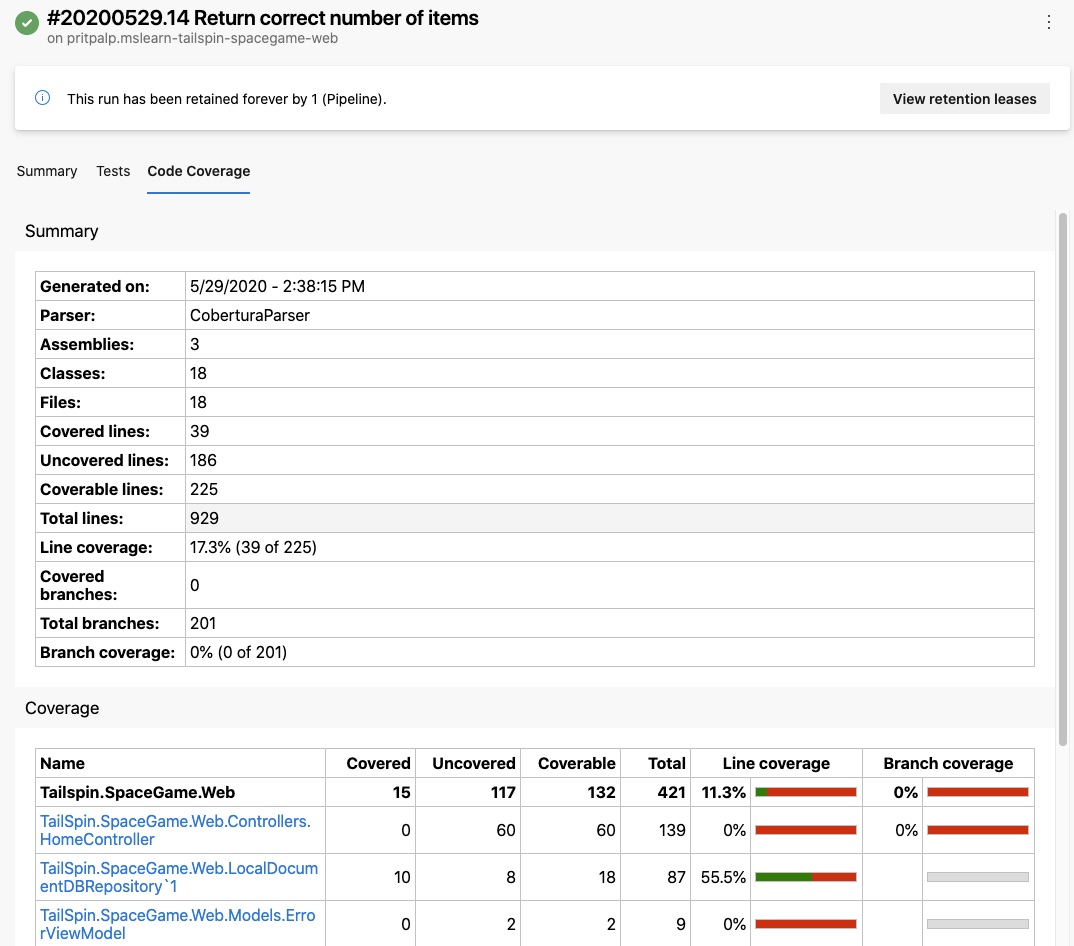 #20200529.14 Return correct number of items
on pritpalp.mslearn-tailspin-spacegame-web
This run has been retained forever by 1 (Pipeline).
View retention leases
Summary Tests Code Coverage
Summary
Generated on: 5/29/2020 - 2:38:15 PM
Parser: CoberturaParser
Assemblies: 3
Classes: 18
Files: 18
Covered lines: 39
Uncovered lines: 186
Coverable lines: 225
Total lines: 929
Line coverage: 17.3% (39 of 225)
Covered
branches: 0
Total branches: 201
Branch coverage: 0% (0 of 201)
Coverage
Name Covered Uncovered Coverable Total Line coverage Branch coverage
Tailspin.SpaceGame.Web 15 117 132 421 11.3% 0%
TailSpin.SpaceGame.Web.Controllers.
HomeController 0 60 60 139 0% 0%
TailSpin.SpaceGame.Web.LocalDocum
entDBRepository`1 10 8 18 87 55.5%
TailSpin.SpaceGame.Web.Models.Erro
rViewModel 0 2 2 9 0%